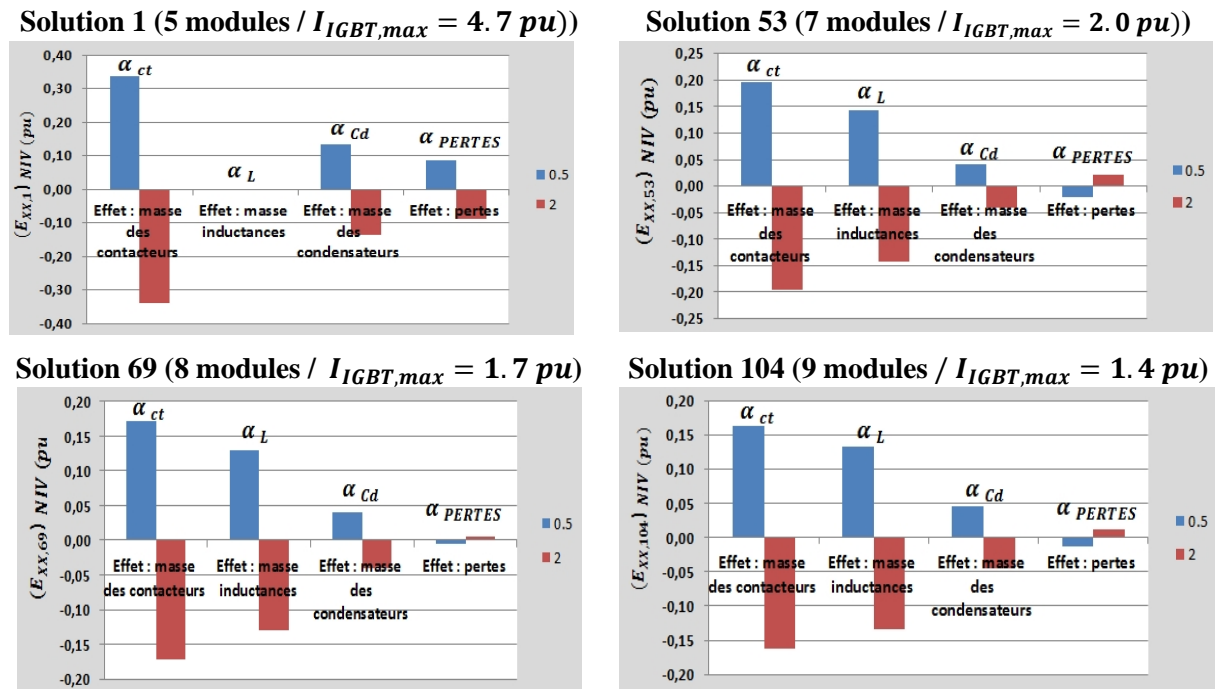 Solution 1 (5 modules / I_IGBT,max = 4.7 pu))
(E_XX,1) NIV (pu)
0,40
0,30
0,20
0,10
0,00
-0,10
-0,20
-0,30
-0,40
α ct
α L
α Cd
α PERTES
Effet : masse des contacteurs
Effet : masse inductances
Effet : masse des condensateurs
Effet : pertes
0.5
2
Solution 53 (7 modules / I_IGBT,max = 2.0 pu))
(E_XX,53) NIV (pu)
0,25
0,20
0,15
0,10
0,05
0,00
-0,05
-0,10
-0,15
-0,20
-0,25
α ct
α L
α Cd
α PERTES
Effet : masse des contacteurs
Effet : masse inductances
Effet : masse des condensateurs
Effet : pertes
0.5
2
Solution 69 (8 modules / I_IGBT,max = 1.7 pu)
(E_XX,69) NIV (pu
0,20
0,15
0,10
0,05
0,00
-0,05
-0,10
-0,15
-0,20
α ct
α L
α Cd
α PERTES
Effet : masse des contacteurs
Effet : masse inductances
Effet : masse des condensateurs
Effet : pertes
0.5
2
Solution 104 (9 modules / I_IGBT,max = 1.4 pu)
(E_XX,104) NIV (pu)
0,20
0,15
0,10
0,05
0,00
-0,05
-0,10
-0,15
-0,20
α ct
α L
α Cd
α PERTES
Effet : masse des contacteurs
Effet : masse inductances
Effet : masse des condensateurs
Effet : pertes
0.5
2